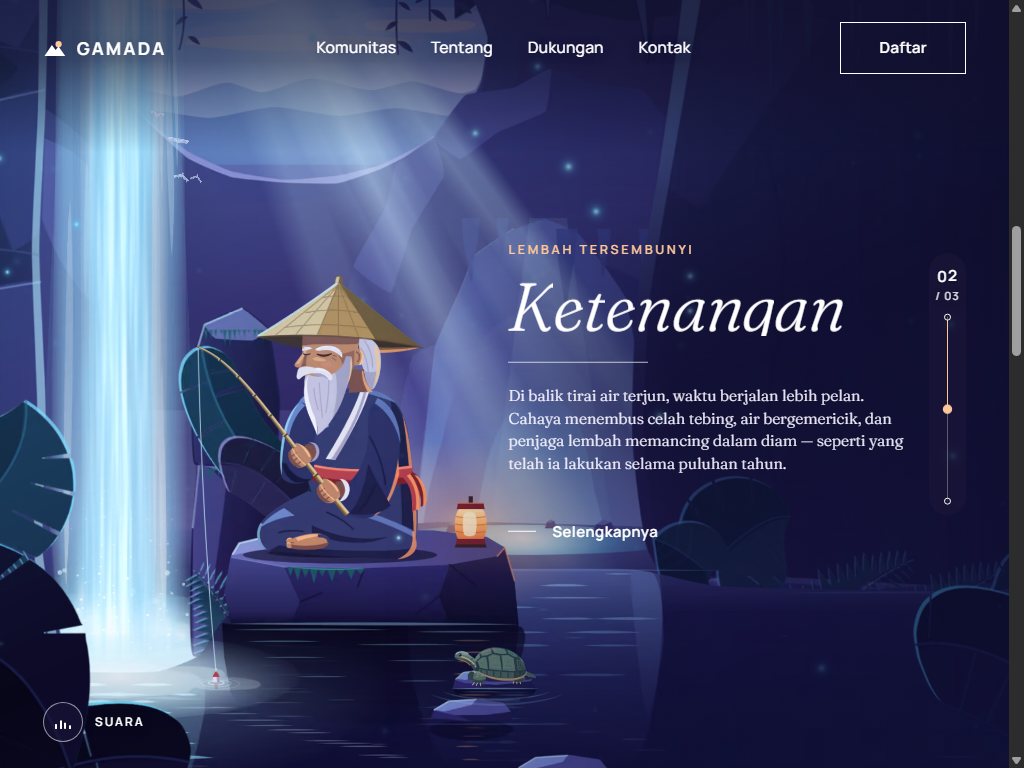 GAMADA
Komunitas
Tentang
Dukungan
Kontak
Daftar
LEMBAH TERSEMBUNYI
Ketenangan
Di balik tirai air terjun, waktu berjalan lebih pelan.
Cahaya menembus celah tebing, air bergemericik, dan
penjaga lembah memancing dalam diam — seperti yang
telah ia lakukan selama puluhan tahun.
Selengkapnya
02
/ 03
SUARA